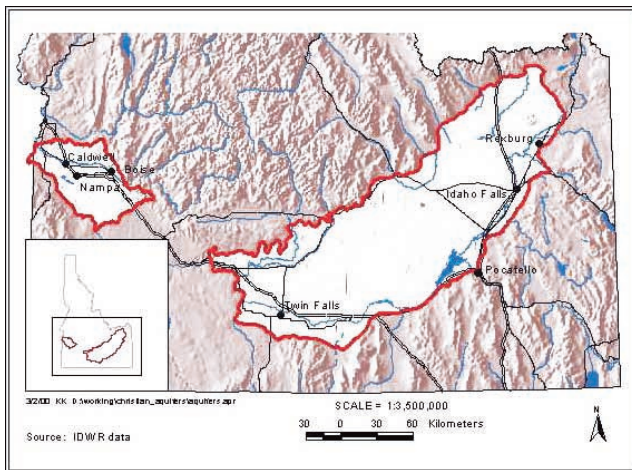 Rexburg
Caldwell
Boise
Nampa
Idaho Falls
Pocatello
Twin Falls
3/2/00 KK D:\working\christian_aquifers\aquifers.apr
SCALE = 1:3,500,000
30 0 30 60 Kilometers
N
Source: IDWR data